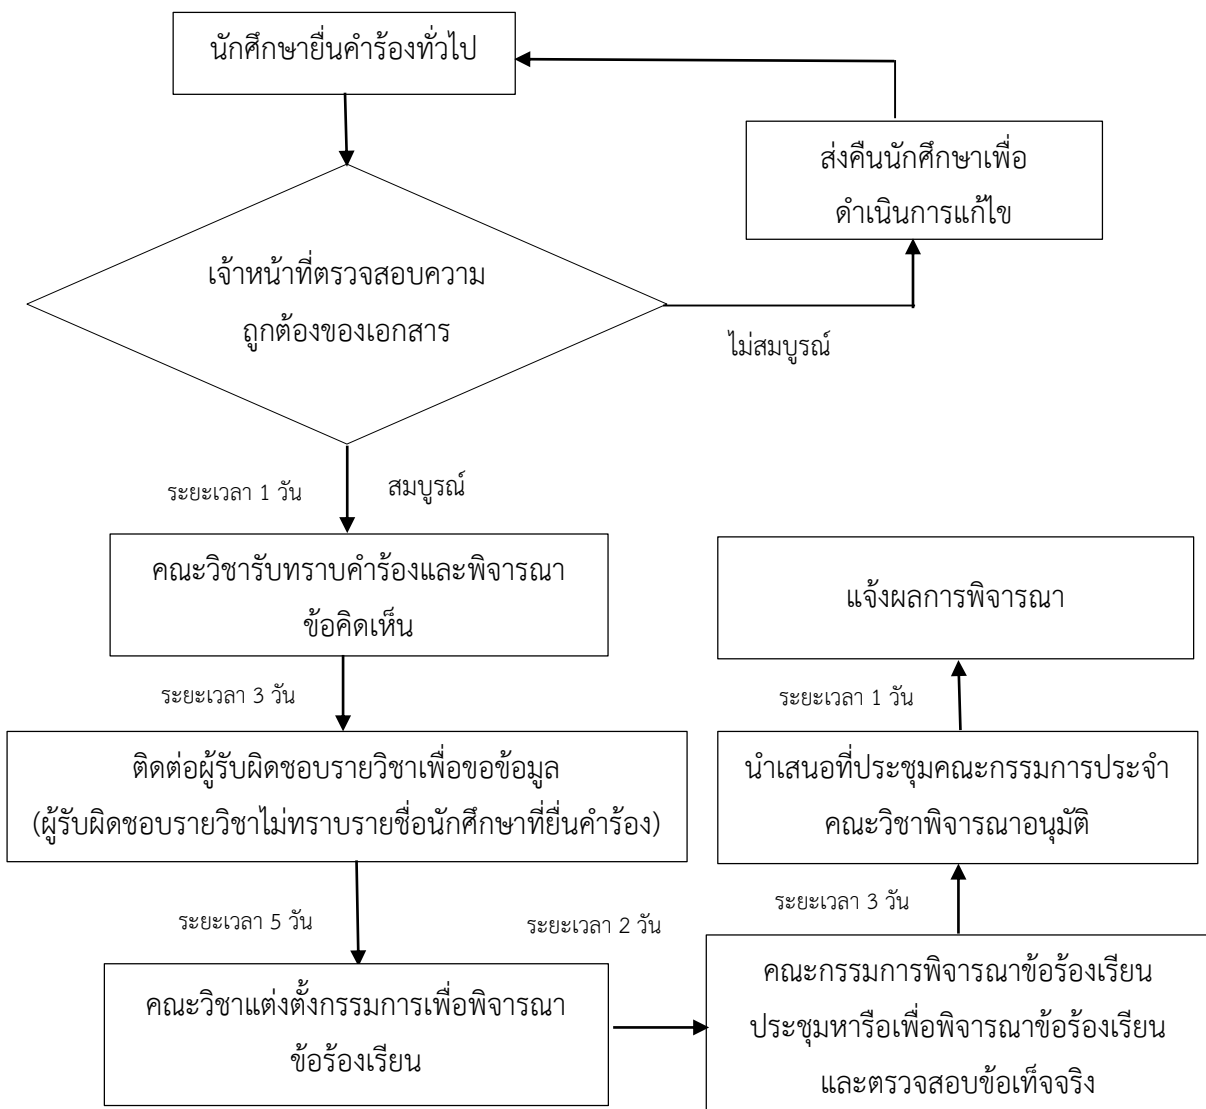 นักศึกษายื่นคำร้องทั่วไป
ส่งคืนนักศึกษาเพื่อ
ดำเนินการแก้ไข
เจ้าหน้าที่ตรวจสอบความ
ถูกต้องของเอกสาร
ไม่สมบูรณ์
ระยะเวลา 1 วัน
สมบูรณ์
คณะวิชารับทราบคำร้องและพิจารณา
ข้อคิดเห็น
ระยะเวลา 3 วัน
ติดต่อผู้รับผิดชอบรายวิชาเพื่อขอข้อมูล
(ผู้รับผิดชอบรายวิชาไม่ทราบรายชื่อนักศึกษาที่ยื่นคำร้อง)
ระยะเวลา 5 วัน
คณะวิชาแต่งตั้งกรรมการเพื่อพิจารณา
ข้อร้องเรียน
ระยะเวลา 2 วัน
คณะกรรมการพิจารณาข้อร้องเรียน
ประชุมหารือเพื่อพิจารณาข้อร้องเรียน
และตรวจสอบข้อเท็จจริง
ระยะเวลา 3 วัน
นำเสนอที่ประชุมคณะกรรมการประจำ
คณะวิชาพิจารณาอนุมัติ
ระยะเวลา 1 วัน
แจ้งผลการพิจารณา